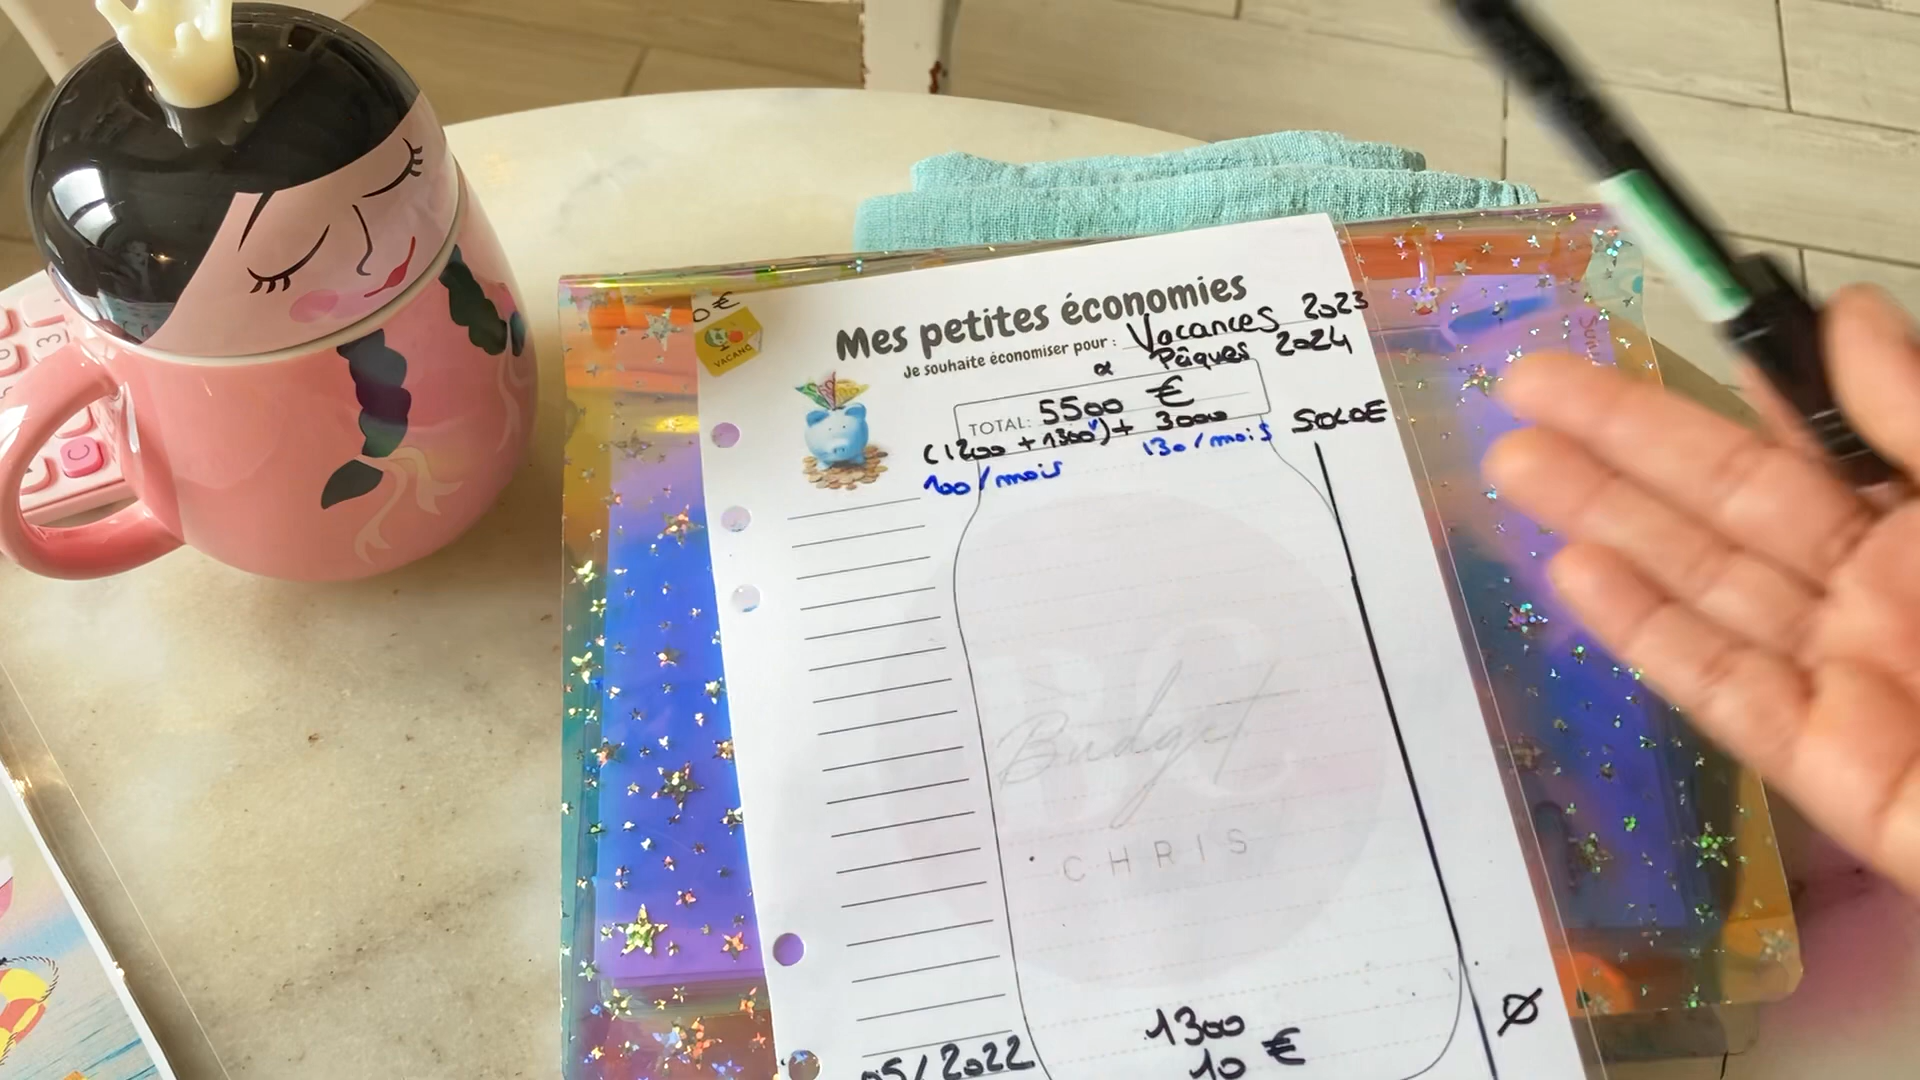 0 €
VACANC
Mes petites économies
Je souhaite économiser pour : Vacances 2023
& Pâques 2024
TOTAL: 5500 €
(1200 + 1300) + 3000
100/mois 130/mois
SOLDE
Budget
CHRIS
1300
Ø
05/2022 10 €
C
3